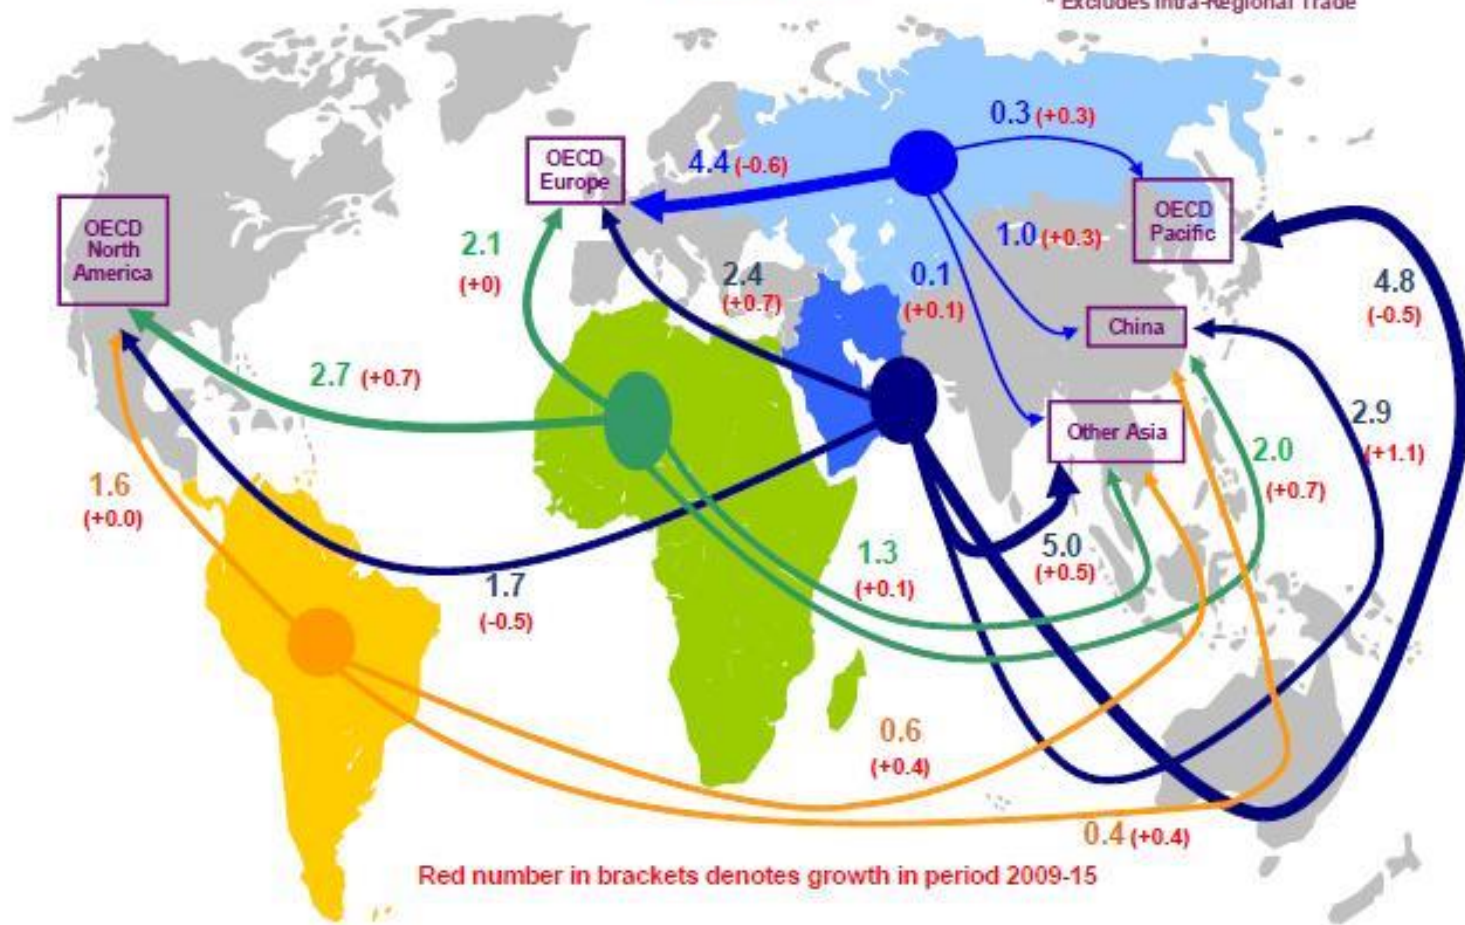 * Excludes Intra-Regional Trade
0.3 (+0.3)
OECD
Europe
4.4 (-0.6)
OECD
North
America
OECD
Pacific
2.1
(+0)
1.0 (+0.3)
2.4
(+0.7)
0.1
(+0.1)
4.8
(-0.5)
China
2.7 (+0.7)
2.9
(+1.1)
Other Asia
2.0
(+0.7)
1.6
(+0.0)
1.3
(+0.1)
5.0
(+0.5)
1.7
(-0.5)
0.6
(+0.4)
0.4 (+0.4)
Red number in brackets denotes growth in period 2009-15